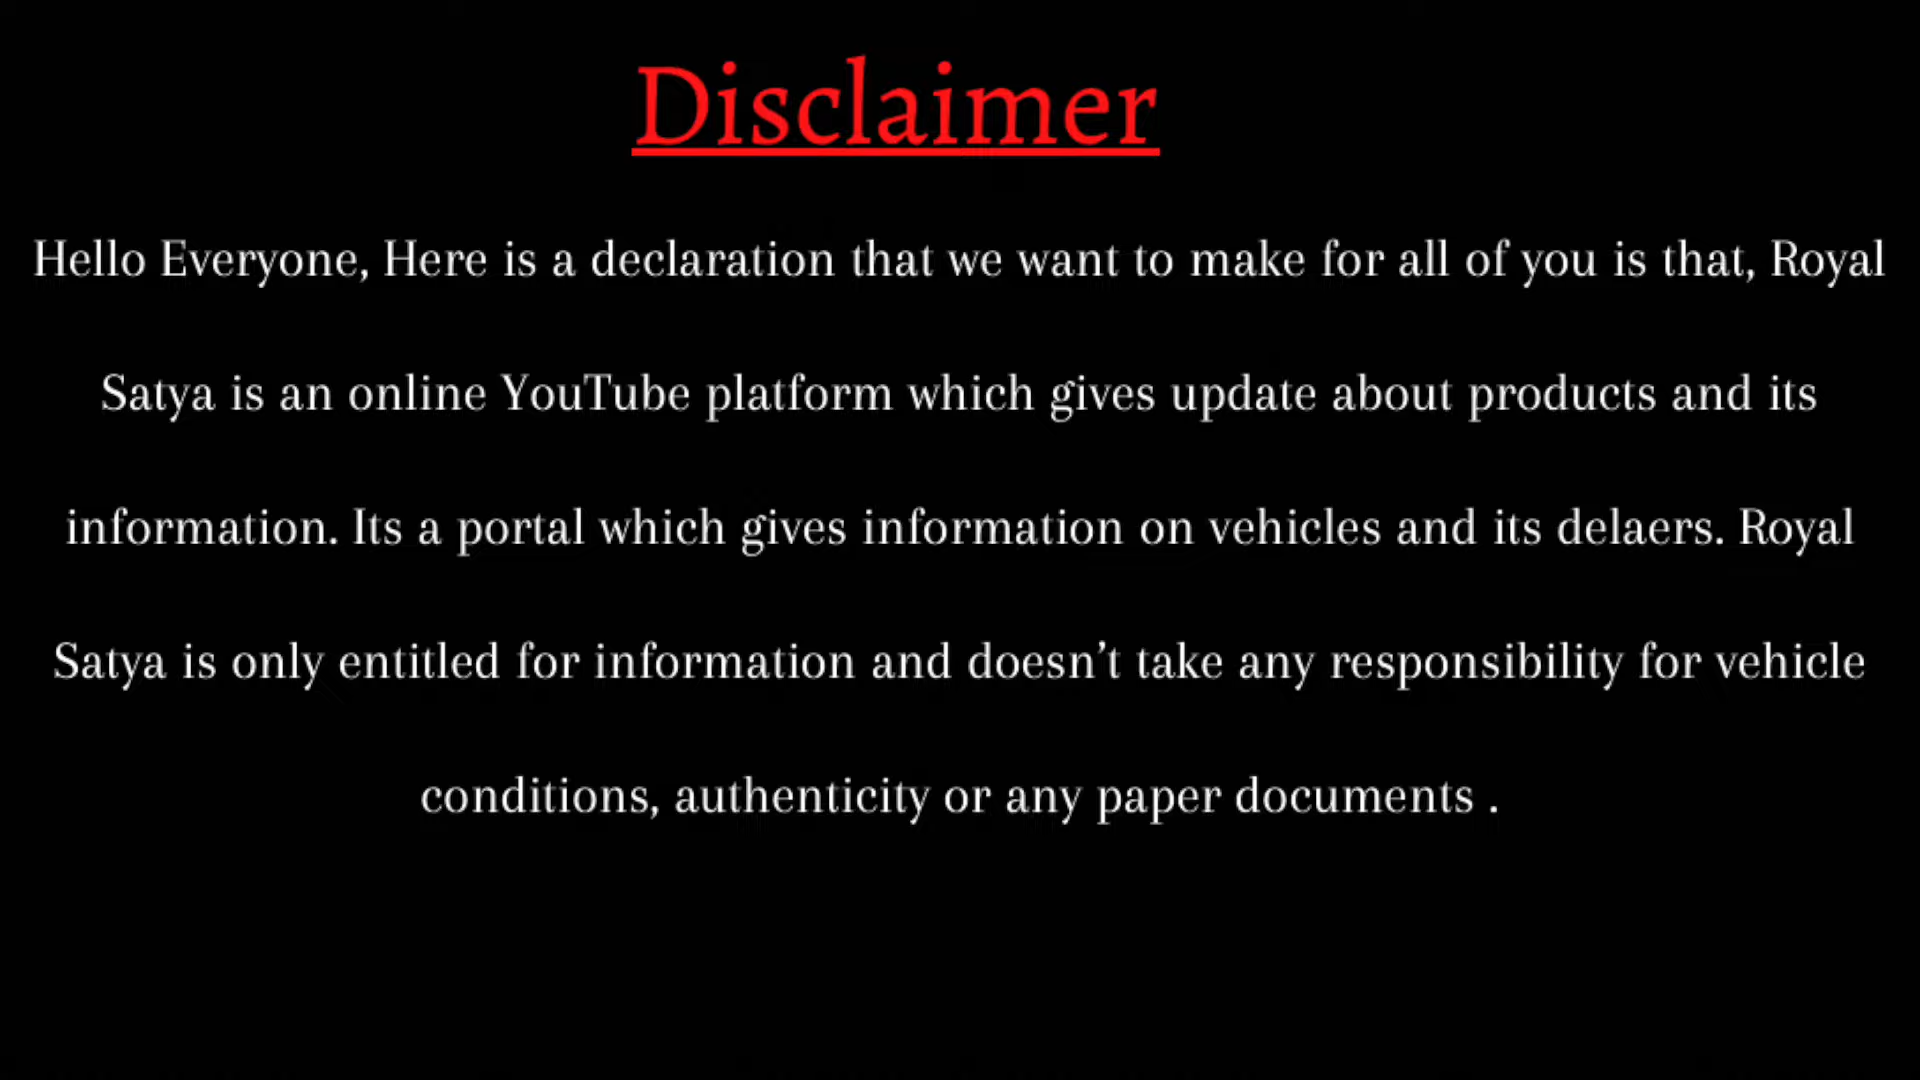 Disclaimer
Hello Everyone, Here is a declaration that we want to make for all of you is that, Royal
Satya is an online YouTube platform which gives update about products and its
information. Its a portal which gives information on vehicles and its delaers. Royal
Satya is only entitled for information and doesn’t take any responsibility for vehicle
conditions, authenticity or any paper documents .